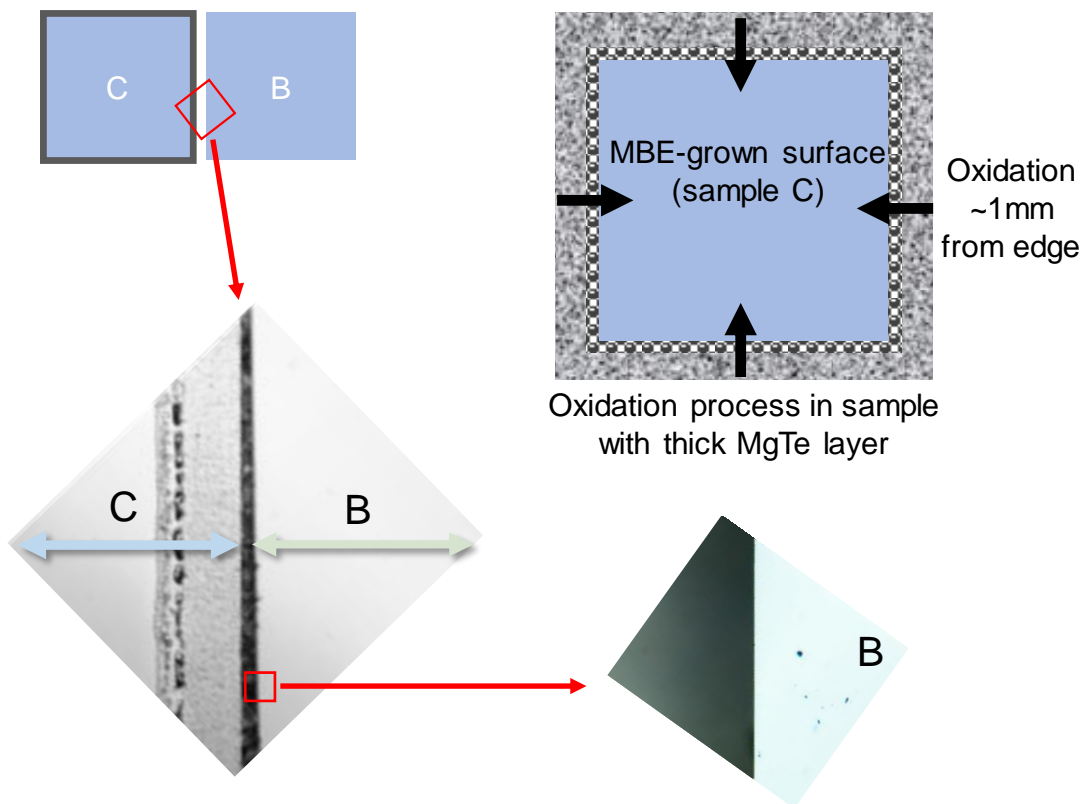 C
B
MBE-grown surface
(sample C)
Oxidation
~1mm
from edge
Oxidation process in sample
with thick MgTe layer
C
B
B